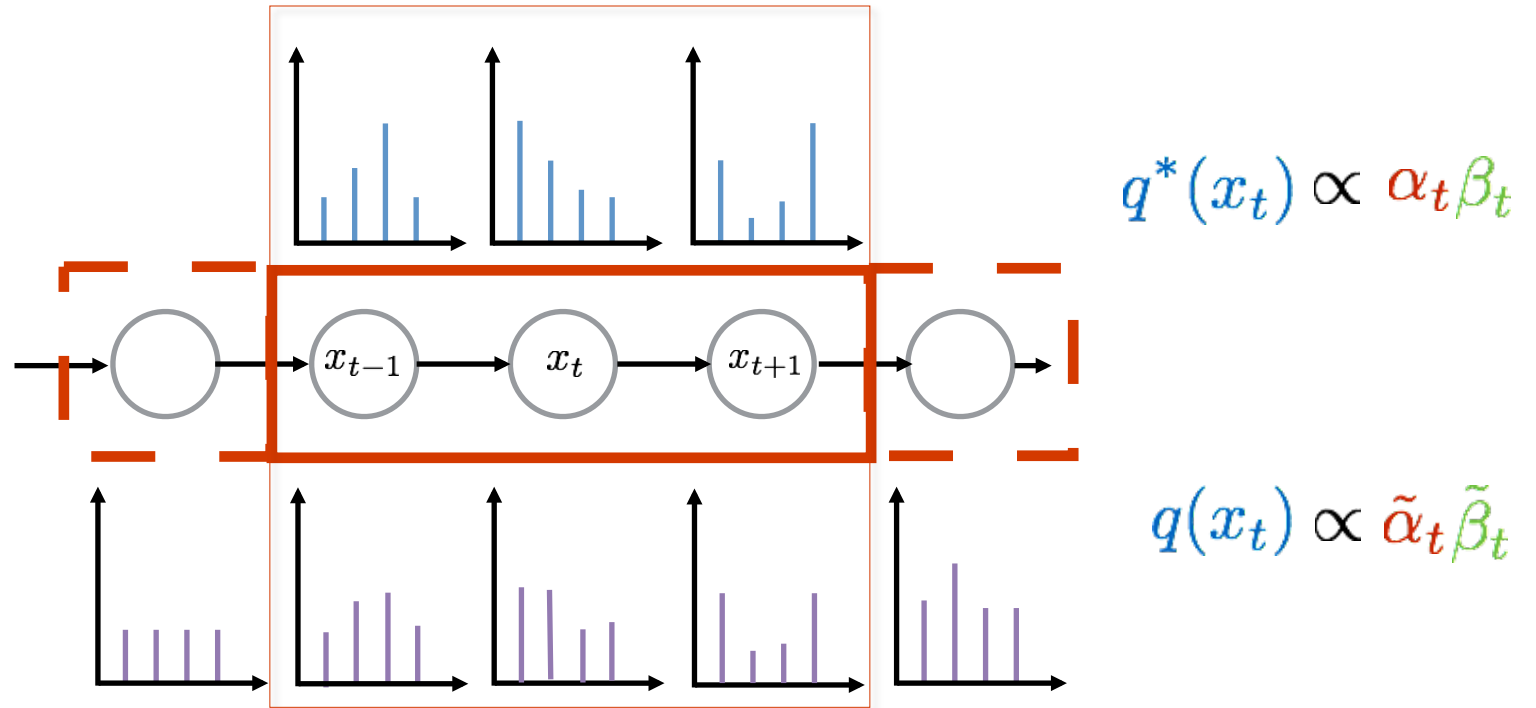 q*(x_t) ∝ α_t β_t
x_{t−1}
x_t
x_{t+1}
q(x_t) ∝ α̃_t β̃_t